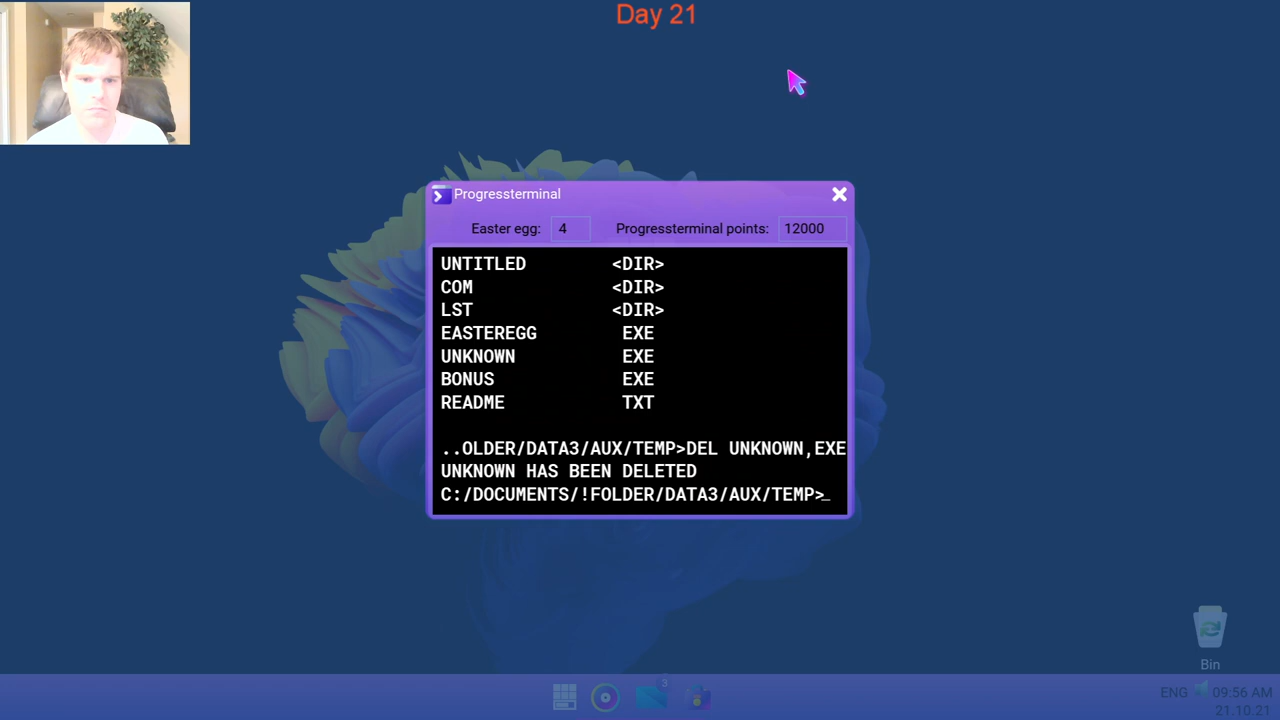 Day 21
Progressterminal
Easter egg: 4 Progressterminal points: 12000
UNTITLED <DIR>
COM <DIR>
LST <DIR>
EASTEREGG EXE
UNKNOWN EXE
BONUS EXE
README TXT
..OLDER/DATA3/AUX/TEMP>DEL UNKNOWN,EXE
UNKNOWN HAS BEEN DELETED
C:/DOCUMENTS/!FOLDER/DATA3/AUX/TEMP>_
Bin
3
ENG 09:56 AM
21.10.21